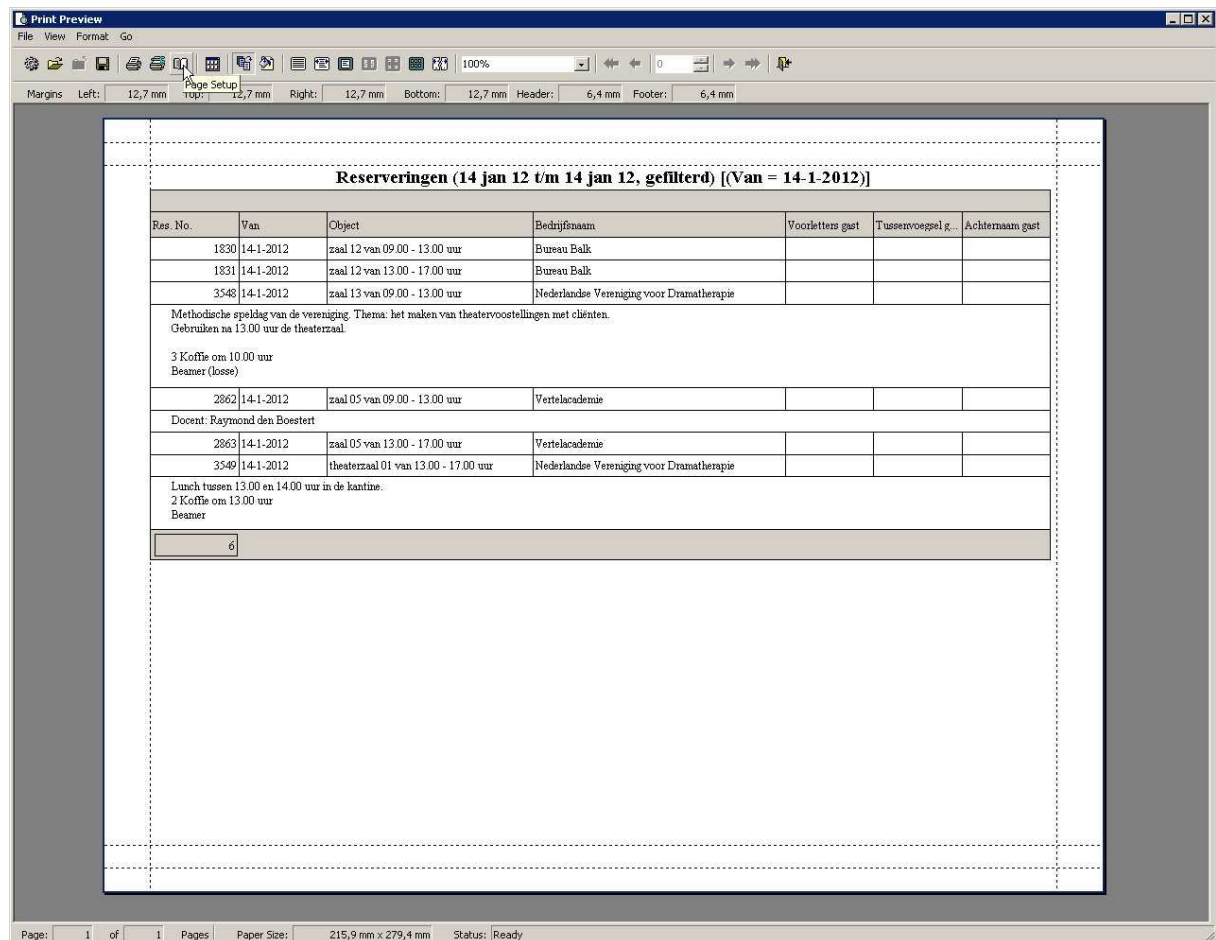 Print Preview
File View Format Go
100% 0
Page Setup
Margins Left: 12,7 mm Top: 12,7 mm Right: 12,7 mm Bottom: 12,7 mm Header: 6,4 mm Footer: 6,4 mm
Reserveringen (14 jan 12 t/m 14 jan 12, gefilterd) [(Van = 14-1-2012)]
Res. No. Van Object Bedrijfsnaam Voorletters gast Tussenvoegsel g... Achternaam gast
1830 14-1-2012 zaal 12 van 09.00 - 13.00 uur Bureau Balk
1831 14-1-2012 zaal 12 van 13.00 - 17.00 uur Bureau Balk
3548 14-1-2012 zaal 13 van 09.00 - 13.00 uur Nederlandse Vereniging voor Dramatherapie
Methodische speldag van de vereniging. Thema: het maken van theatervoostellingen met cliënten.
Gebruiken na 13.00 uur de theaterzaal.
3 Koffie om 10.00 uur
Beamer (losse)
2862 14-1-2012 zaal 05 van 09.00 - 13.00 uur Vertelacademie
Docent: Raymond den Boestert
2863 14-1-2012 zaal 05 van 13.00 - 17.00 uur Vertelacademie
3549 14-1-2012 theaterzaal 01 van 13.00 - 17.00 uur Nederlandse Vereniging voor Dramatherapie
Lunch tussen 13.00 en 14.00 uur in de kantine.
2 Koffie om 13.00 uur
Beamer
6
Page: 1 of 1 Pages Paper Size: 215,9 mm x 279,4 mm Status: Ready